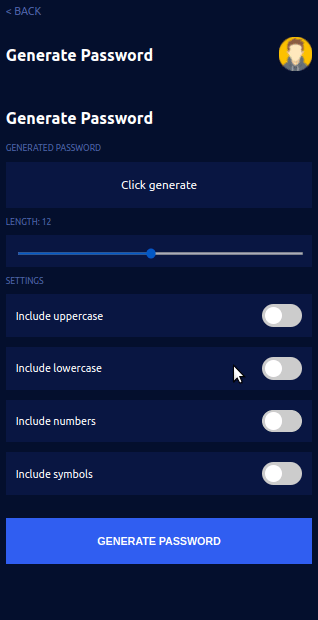 < BACK
Generate Password
Generate Password
GENERATED PASSWORD
Click generate
LENGTH: 12
SETTINGS
Include uppercase
Include lowercase
Include numbers
Include symbols
GENERATE PASSWORD